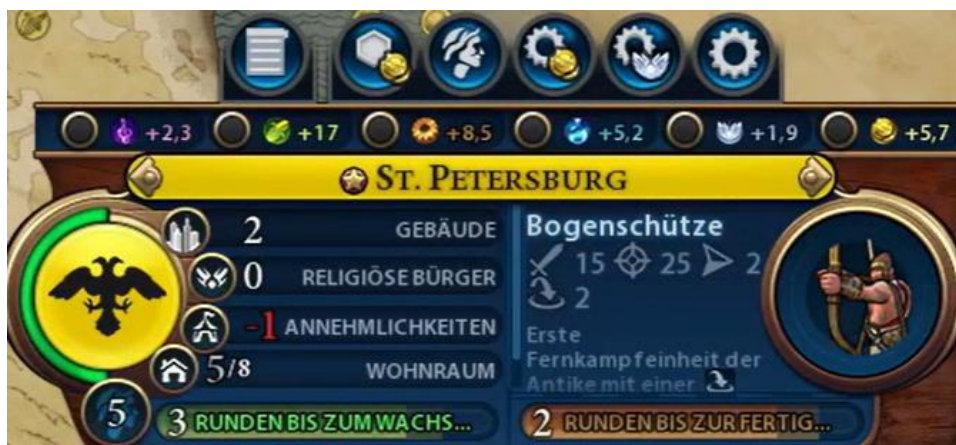 +2,3 +17 +8,5 +5,2 +1,9 +5,7
ST. PETERSBURG
2 GEBÄUDE
0 RELIGIÖSE BÜRGER
-1 ANNEHMLICHKEITEN
5/8 WOHNRAUM
5
3 RUNDEN BIS ZUM WACHS...
Bogenschütze
15 25 2
2
Erste
Fernkampfeinheit der
Antike mit einer
2 RUNDEN BIS ZUR FERTIG...